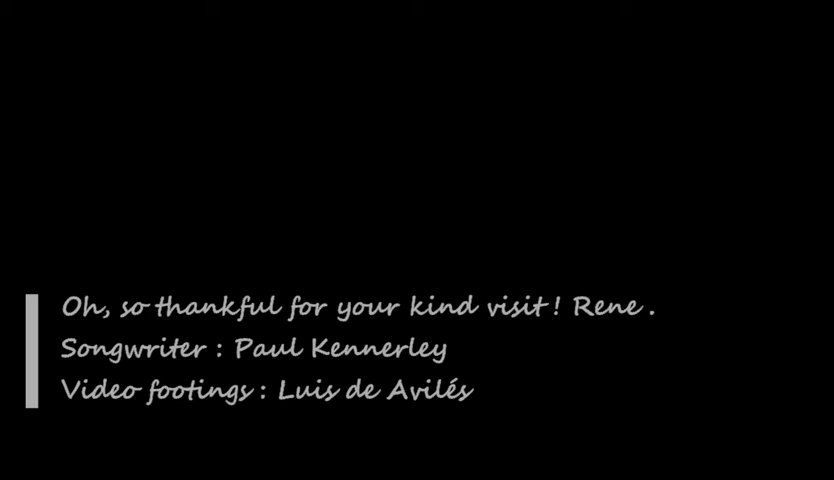 Oh, so thankful for your kind visit ! Rene .
Songwriter : Paul Kennerley
Video footings : Luis de Avilés